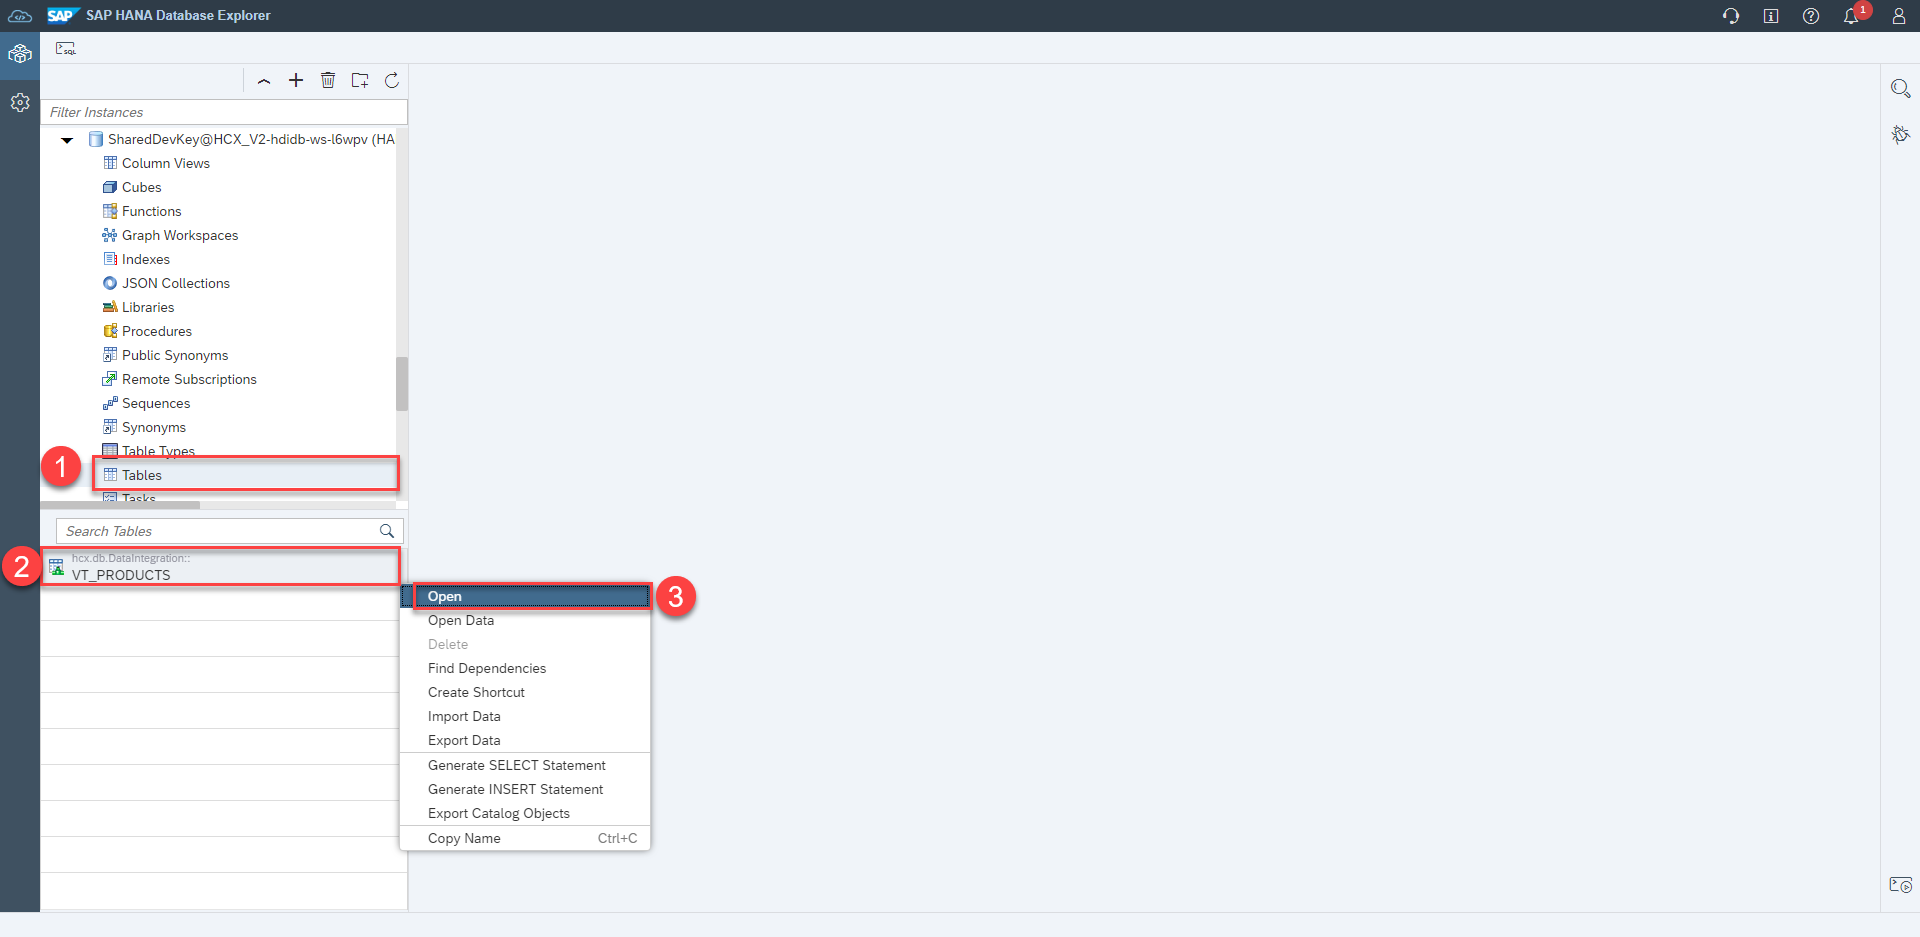 SAP SAP HANA Database Explorer
1
SQL
Filter Instances
SharedDevKey@HCX_V2-hdidb-ws-l6wpv (HA
Column Views
Cubes
Functions
Graph Workspaces
Indexes
JSON Collections
Libraries
Procedures
Public Synonyms
Remote Subscriptions
Sequences
Synonyms
Table Types
1
Tables
Tasks
Search Tables
2
hcx.db.DataIntegration::
VT_PRODUCTS
Open
3
Open Data
Delete
Find Dependencies
Create Shortcut
Import Data
Export Data
Generate SELECT Statement
Generate INSERT Statement
Export Catalog Objects
Copy Name Ctrl+C